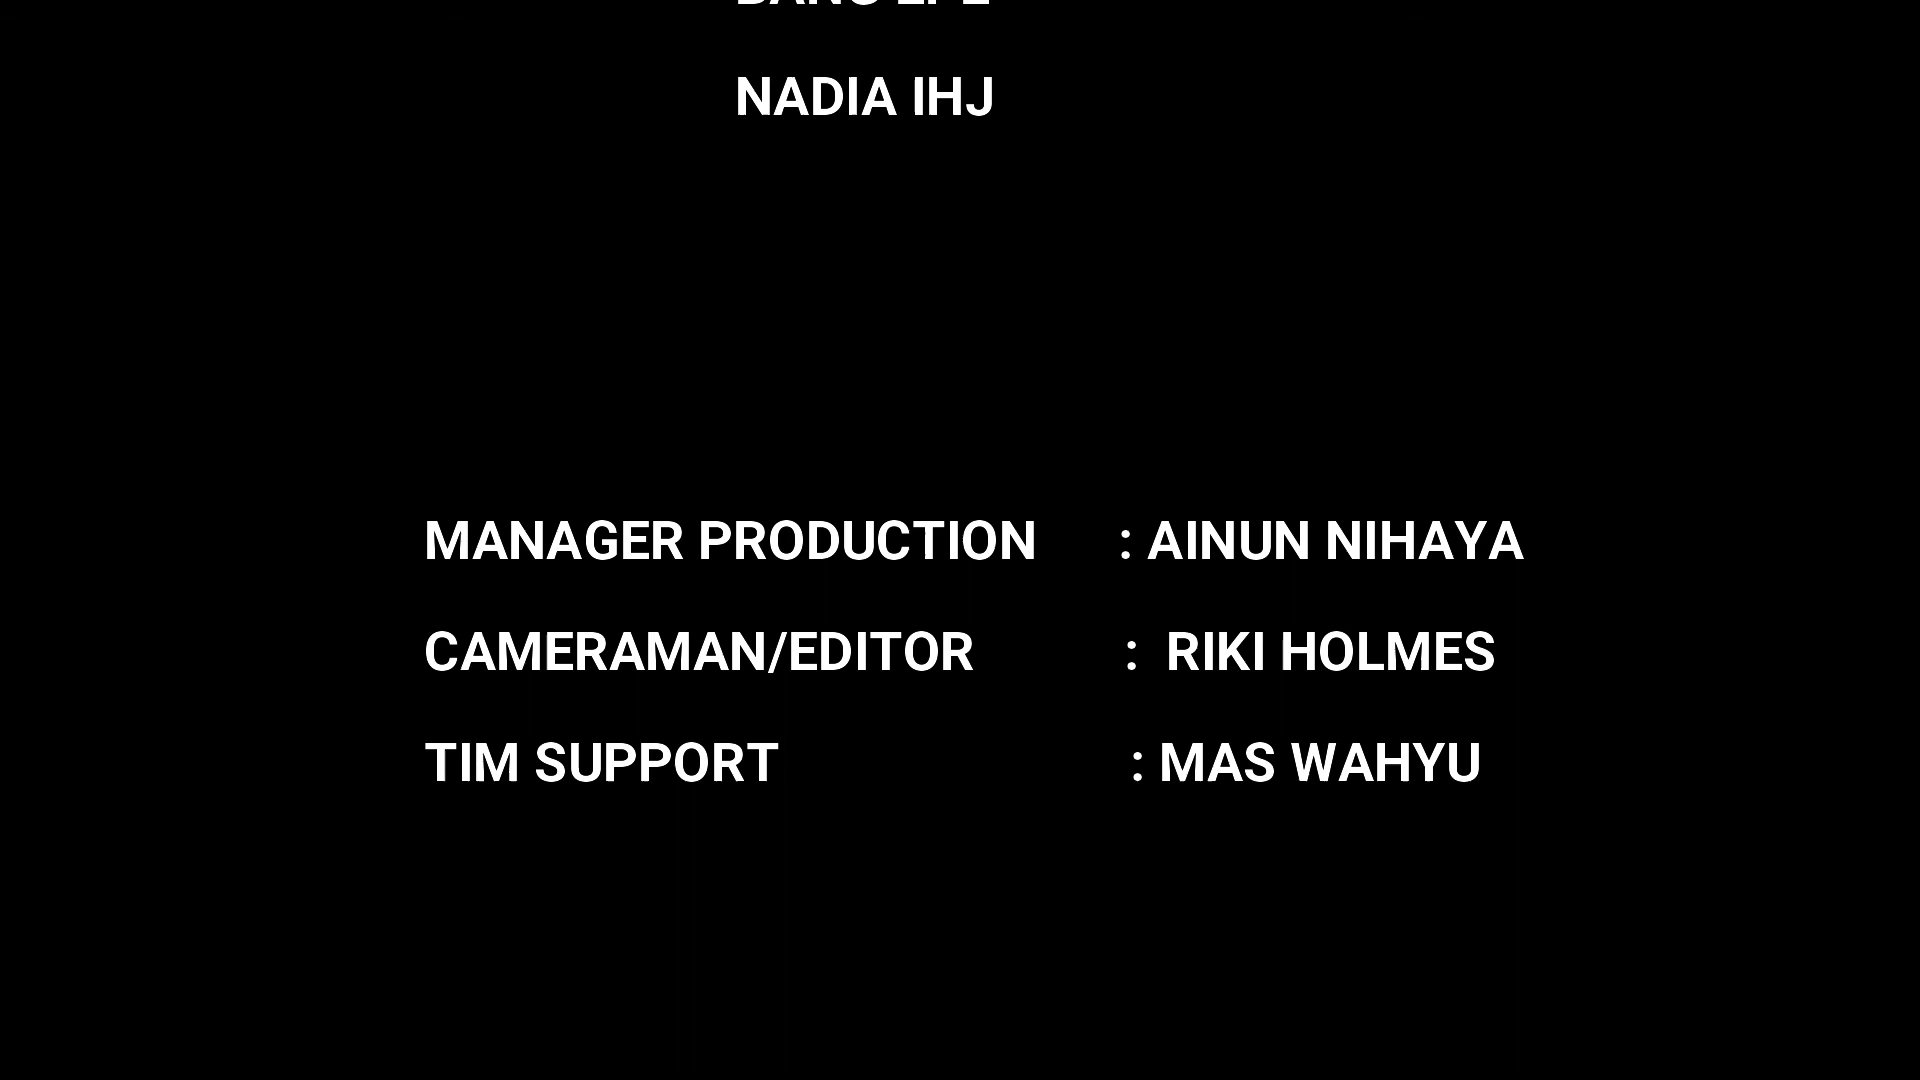 NADIA IHJ
MANAGER PRODUCTION : AINUN NIHAYA
CAMERAMAN/EDITOR : RIKI HOLMES
TIM SUPPORT : MAS WAHYU